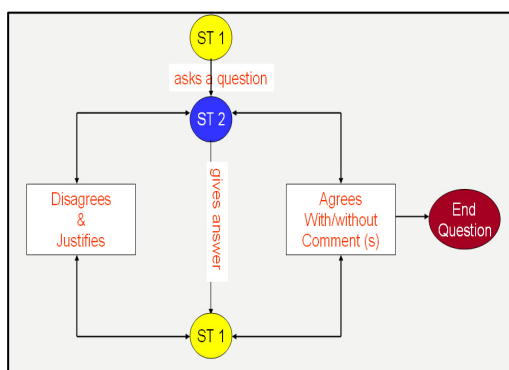 ST 1
asks a question
ST 2
gives answer
Disagrees
&
Justifies
Agrees
With/without
Comment (s)
End
Question
ST 1